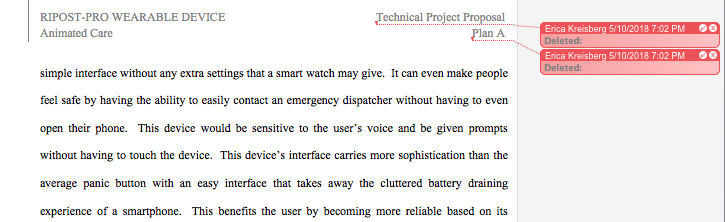 RIPOST-PRO WEARABLE DEVICE Technical Project Proposal
Animated Care Plan A
Erica Kreisberg 5/10/2018 7:02 PM
Deleted:
Erica Kreisberg 5/10/2018 7:02 PM
Deleted:
simple interface without any extra settings that a smart watch may give. It can even make people
feel safe by having the ability to easily contact an emergency dispatcher without having to even
open their phone. This device would be sensitive to the user's voice and be given prompts
without having to touch the device. This device's interface carries more sophistication than the
average panic button with an easy interface that takes away the cluttered battery draining
experience of a smartphone. This benefits the user by becoming more reliable based on its